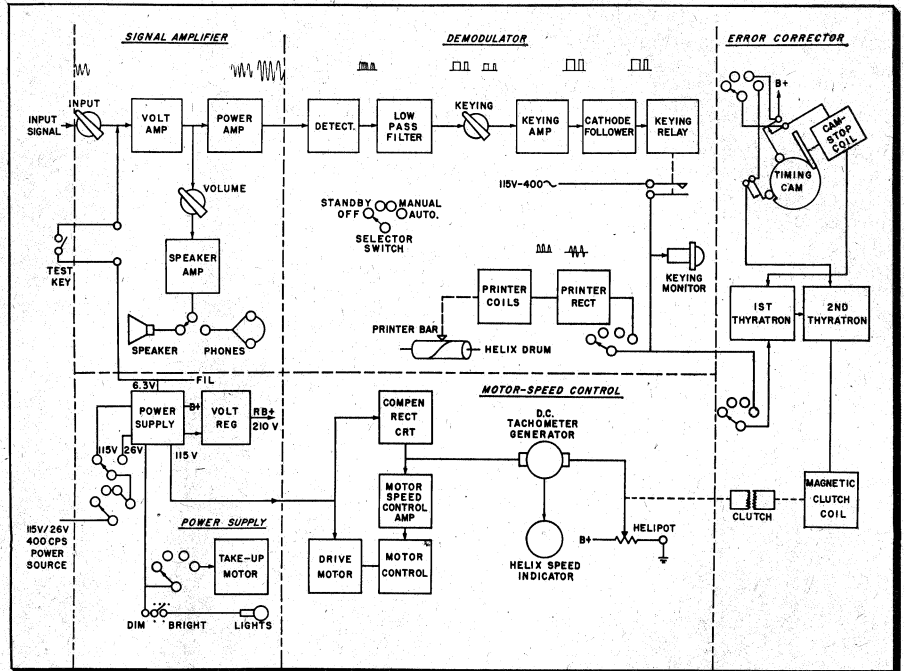 SIGNAL AMPLIFIER
DEMODULATOR
ERROR CORRECTOR
INPUT
SIGNAL
INPUT
VOLT
AMP
POWER
AMP
DETECT.
LOW
PASS
FILTER
KEYING
KEYING
AMP
CATHODE
FOLLOWER
KEYING
RELAY
B+
CAM-
STOP
COIL
TIMING
CAM
VOLUME
115V-400~
STANDBY
OFF
MANUAL
AUTO.
SELECTOR
SWITCH
TEST
KEY
SPEAKER
AMP
SPEAKER
PHONES
PRINTER
COILS
PRINTER
RECT
KEYING
MONITOR
PRINTER BAR
HELIX DRUM
1ST
THYRATRON
2ND
THYRATRON
FIL
6.3V
POWER
SUPPLY
B+
VOLT
REG
RB+
210 V
115V
26V
115 V
115V/26V
400 CPS
POWER
SOURCE
POWER SUPPLY
TAKE-UP
MOTOR
DIM
BRIGHT
LIGHTS
MOTOR-SPEED CONTROL
COMPEN
RECT
CRT
D.C.
TACHOMETER
GENERATOR
MOTOR
SPEED
CONTROL
AMP
DRIVE
MOTOR
MOTOR
CONTROL
HELIX SPEED
INDICATOR
B+
HELIPOT
CLUTCH
MAGNETIC
CLUTCH
COIL